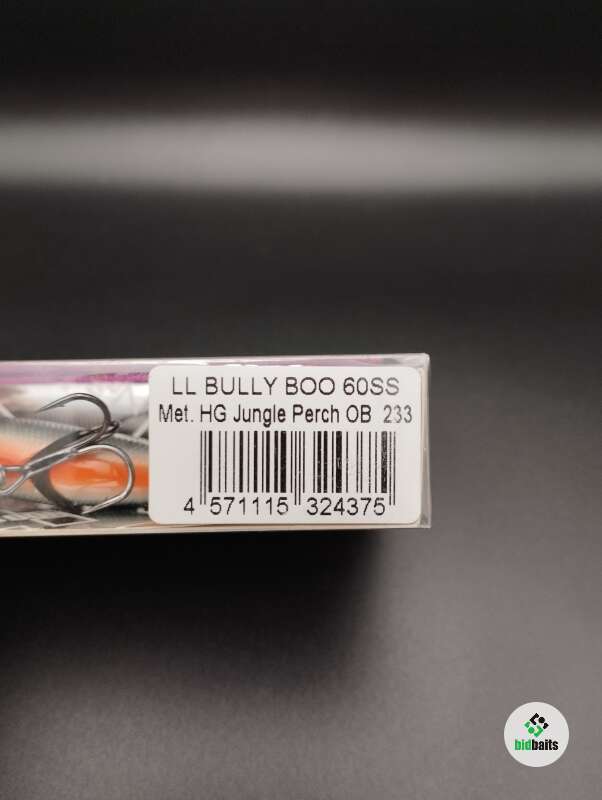 LL BULLY BOO 60SS
Met. HG Jungle Perch OB 233
4 571115 324375
bidbaits